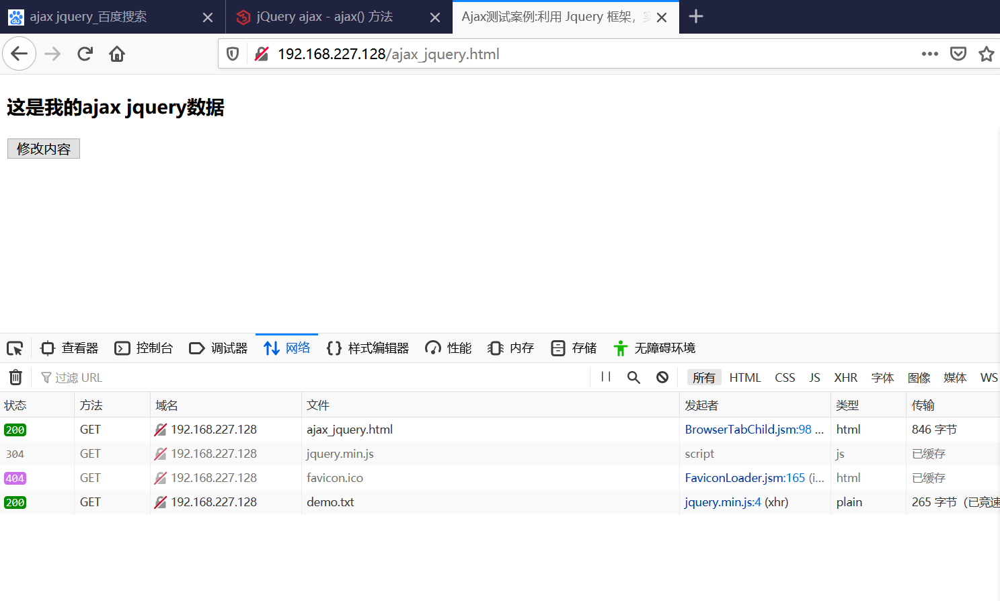 ajax jquery_百度搜索
jQuery ajax - ajax() 方法
Ajax测试案例:利用 Jquery 框架,
192.168.227.128/ajax_jquery.html
这是我的ajax jquery数据
修改内容
查看器 控制台 调试器 网络 样式编辑器 性能 内存 存储 无障碍环境
过滤 URL 所有 HTML CSS JS XHR 字体 图像 媒体 WS
状态 方法 域名 文件 发起者 类型 传输
200 GET 192.168.227.128 ajax_jquery.html BrowserTabChild.jsm:98 ... html 846 字节
304 GET 192.168.227.128 jquery.min.js script js 已缓存
404 GET 192.168.227.128 favicon.ico FaviconLoader.jsm:165 (i... html 已缓存
200 GET 192.168.227.128 demo.txt jquery.min.js:4 (xhr) plain 265 字节（已竞速